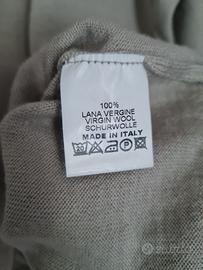 100%
LANA VERGINE
VIRGIN WOOL
SCHURWOLLE
MADE IN ITALY